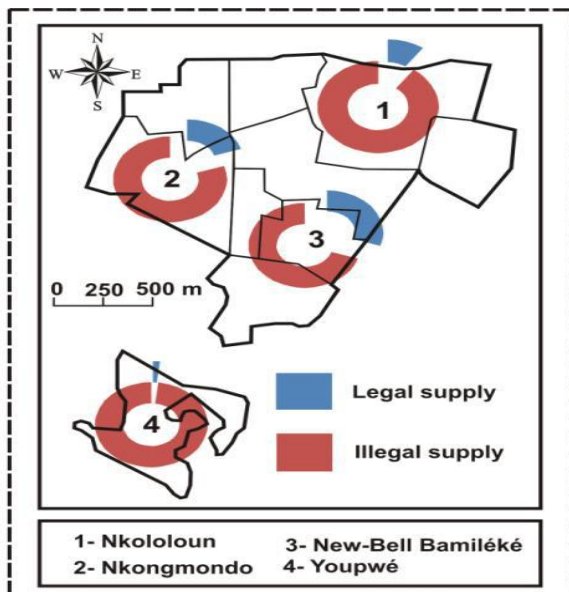 N
W E
S
1
2
3
0 250 500 m
4
Legal supply
Illegal supply
1- Nkololoun 3- New-Bell Bamiléké
2- Nkongmondo 4- Youpwé